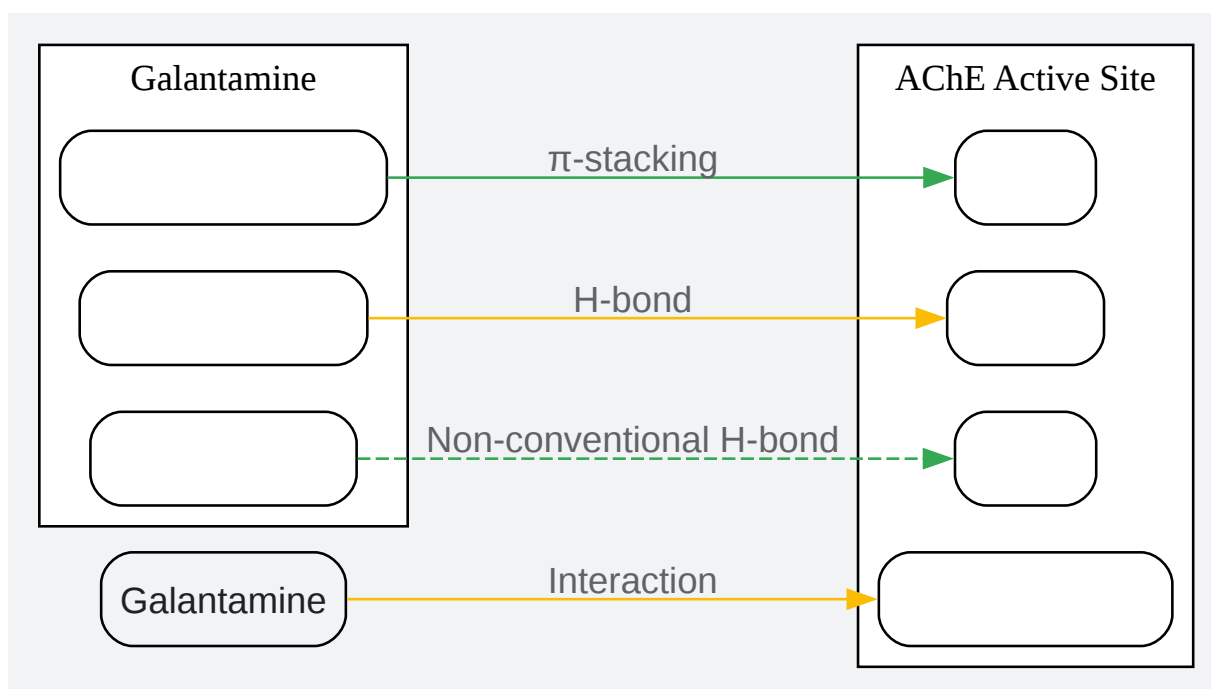 Galantamine
AChE Active Site
π-stacking
H-bond
Non-conventional H-bond
Galantamine
Interaction